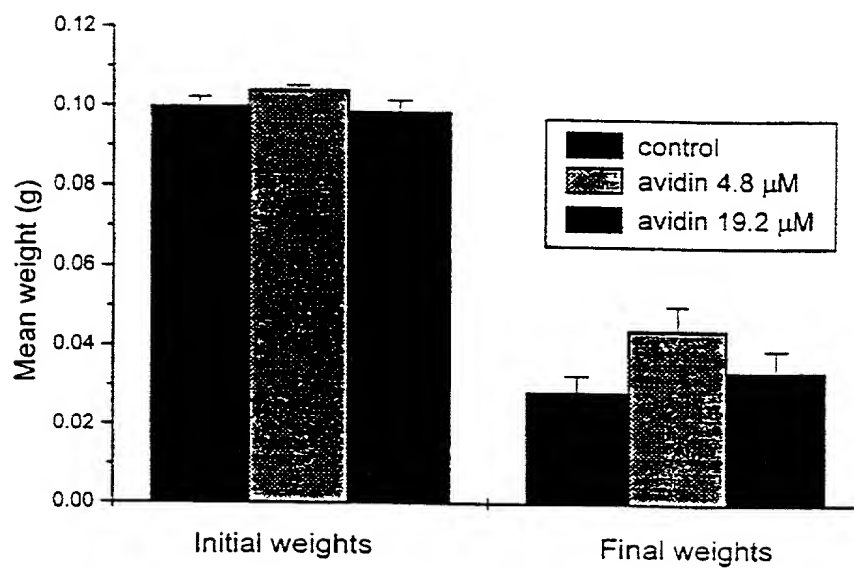 Mean weight (g)
0.12
0.10
0.08
0.06
0.04
0.02
0.00
control
avidin 4.8 μM
avidin 19.2 μM
Initial weights
Final weights